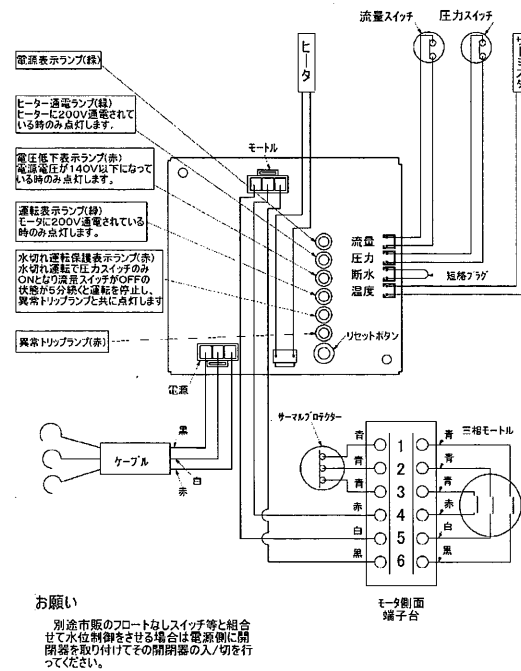 流量スイッチ 圧力スイッチ
ヒータ
電源表示ランプ(緑)
ヒーター通電ランプ(緑)
ヒーターに200V通電されて
いる時のみ点灯します.
電圧低下表示ランプ(赤)
電源電圧が140V以下になって
いる時のみ点灯します。
運転表示ランプ(緑)
モータに200V通電されている
時のみ点灯します。
水切れ運転保護表示ランプ(赤)
水切れ運転で圧力スイッチのみ
ONとなり流量スイッチがOFFの
状態が5分続くと運転を停止し、
異常トリップランプと共に点灯します
異常トリップランプ(赤)
モートル
流量
圧力
断水 短格プラグ
温度
リセットボタン
電源
ケーブル
黒
白
赤
サーマルプロテクター
三相モートル
青 1 青
青 2 青
青 3 青
赤 4 赤
白 5 白
黒 6 黒
モータ側面
端子台
お願い
別途市販のフロートなしスイッチ等と組合
せて水位制御をさせる場合は電源側に開
閉器を取り付けてその開閉器の入/切を行
ってください。